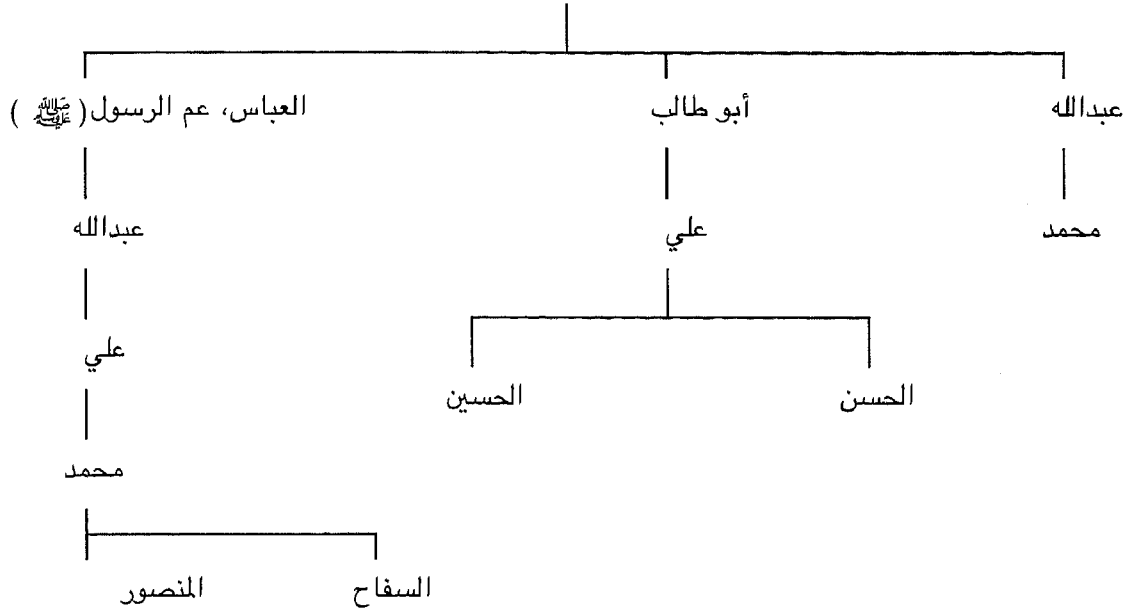 عبدالله أبو طالب العباس، عم الرسول (ﷺ)
محمد علي عبدالله
علي
الحسن الحسين
محمد
السفاح المنصور